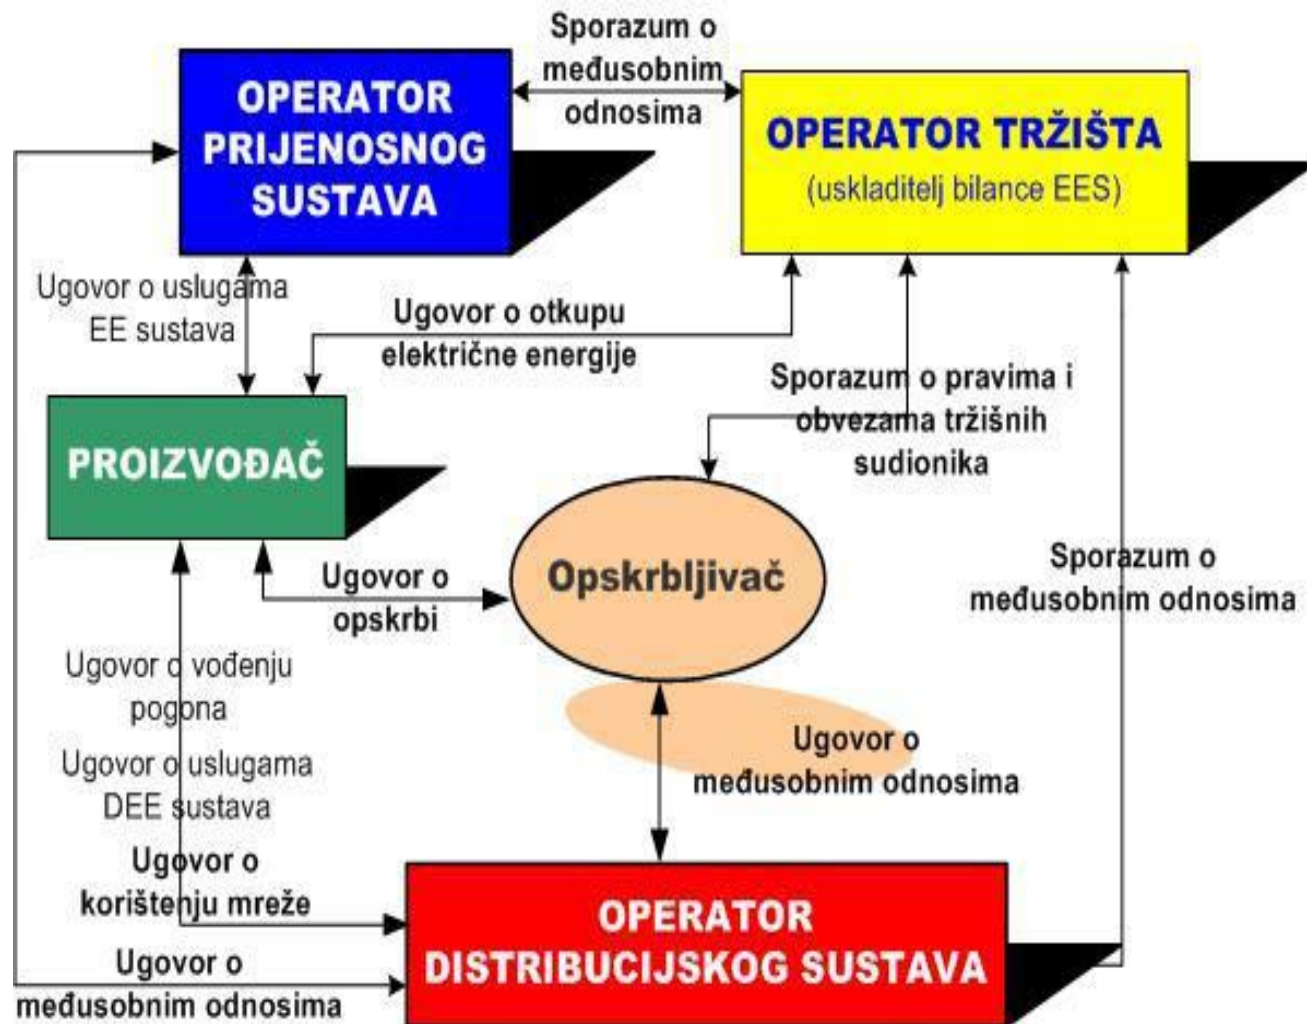 Sporazum o
međusobnim
odnosima
OPERATOR
PRIJENOSNOG
SUSTAVA
OPERATOR TRŽIŠTA
(uskladitelj bilance EES)
Ugovor o uslugama
EE sustava
Ugovor o otkupu
električne energije
Sporazum o pravima i
obvezama tržišnih
sudionika
PROIZVOĐAČ
Opskrbljivač
Ugovor o
opskrbi
Sporazum o
međusobnim odnosima
Ugovor o vođenju
pogona
Ugovor o uslugama
DEE sustava
Ugovor o
međusobnim odnosima
Ugovor o
korištenju mreže
OPERATOR
DISTRIBUCIJSKOG SUSTAVA
Ugovor o
međusobnim odnosima